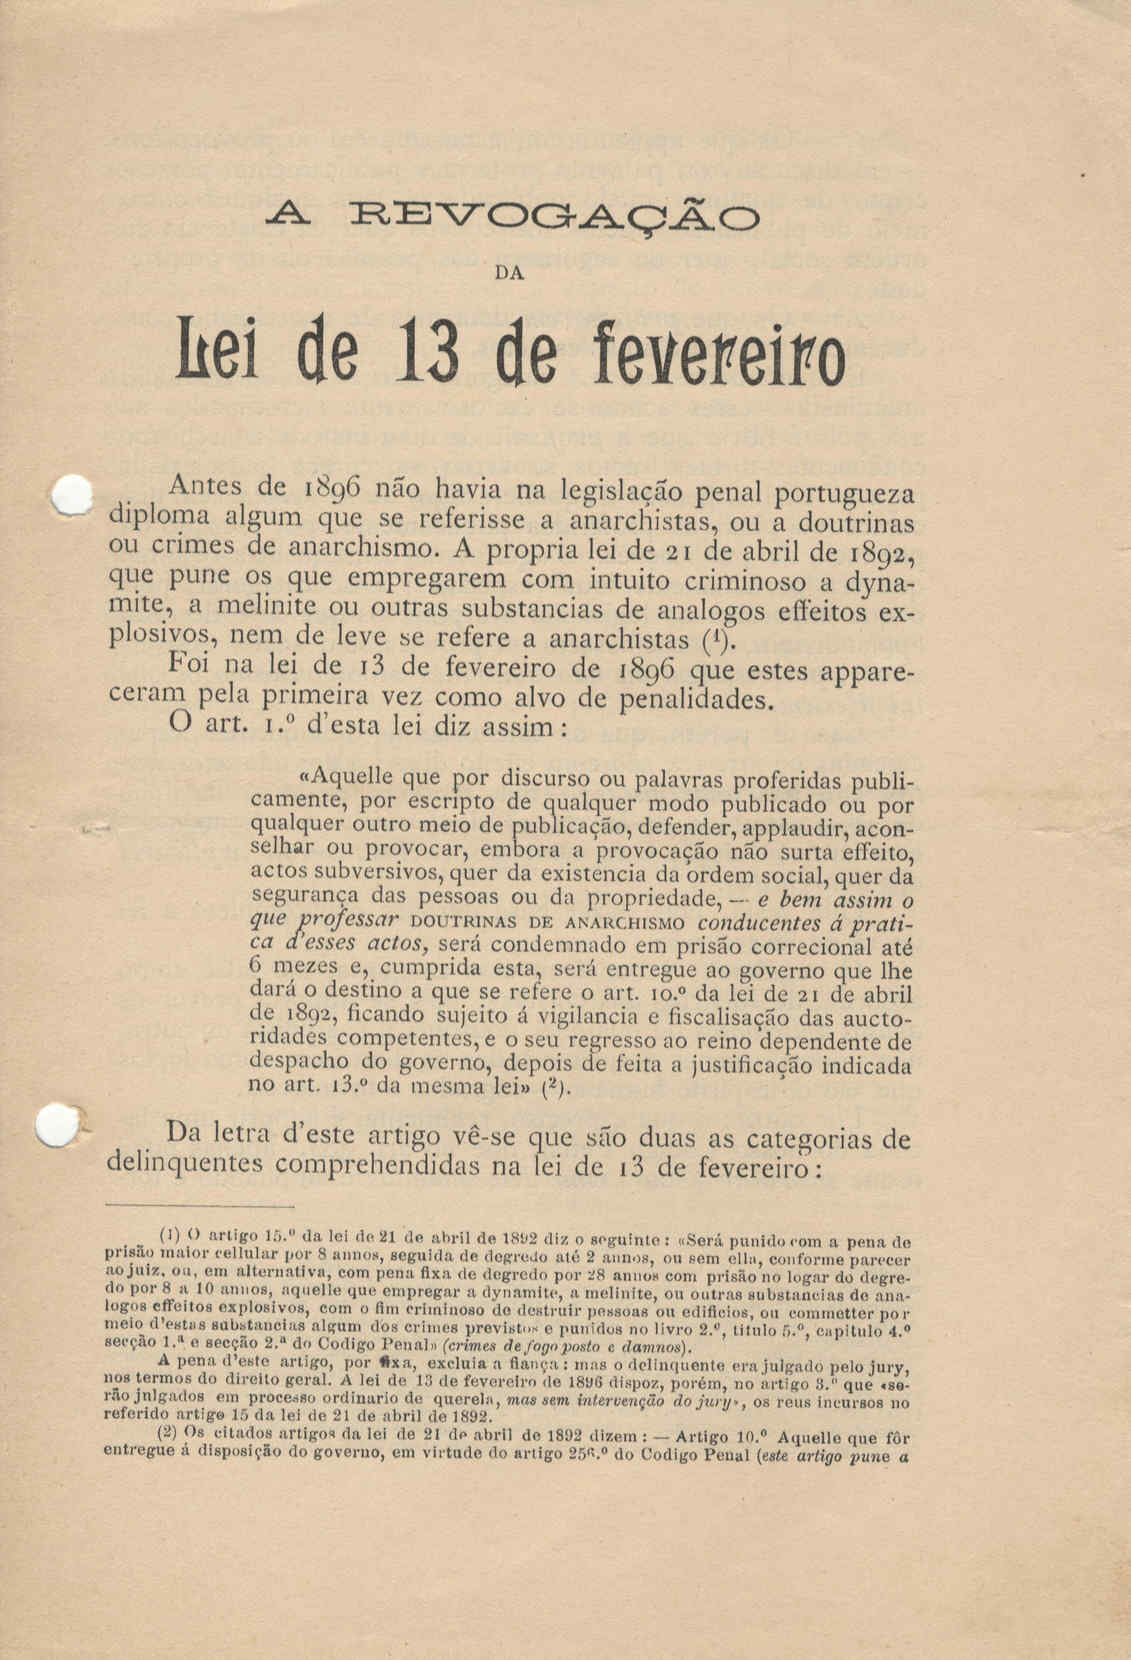 A REVOGAÇÃO
DA
Lei de 13 de fevereiro
Antes de 1896 não havia na legislação penal portugueza
diploma algum que se referisse a anarchistas, ou a doutrinas
ou crimes de anarchismo. A propria lei de 21 de abril de 1892,
que pune os que empregarem com intuito criminoso a dyna-
mite, a melinite ou outras substancias de analogos effeitos ex-
plosivos, nem de leve se refere a anarchistas (1).
Foi na lei de 13 de fevereiro de 1896 que estes appare-
ceram pela primeira vez como alvo de penalidades.
O art. 1.º d'esta lei diz assim:
«Aquelle que por discurso ou palavras proferidas publi-
camente, por escripto de qualquer modo publicado ou por
qualquer outro meio de publicação, defender, applaudir, acon-
selhar ou provocar, embora a provocação não surta effeito,
actos subversivos, quer da existencia da ordem social, quer da
segurança das pessoas ou da propriedade, — e bem assim o
que professar DOUTRINAS DE ANARCHISMO conducentes á prati-
ca d'esses actos, será condemnado em prisão correcional até
6 mezes e, cumprida esta, será entregue ao governo que lhe
dará o destino a que se refere o art. 10.º da lei de 21 de abril
de 1892, ficando sujeito á vigilancia e fiscalisação das aucto-
ridades competentes, e o seu regresso ao reino dependente de
despacho do governo, depois de feita a justificação indicada
no art. 13.º da mesma lei» (2).
Da letra d'este artigo vê-se que são duas as categorias de
delinquentes comprehendidas na lei de 13 de fevereiro:
(1) O artigo 15.º da lei de 21 de abril de 1892 diz o seguinte: «Será punido com a pena de
prisão maior cellular por 8 annos, seguida de degredo até 2 annos, ou sem ella, conforme parecer
ao juiz, ou, em alternativa, com pena fixa de degredo por 28 annos com prisão no logar do degre-
do por 8 a 10 annos, aquelle que empregar a dynamite, a melinite, ou outras substancias de ana-
logos effeitos explosivos, com o fim criminoso de destruir pessoas ou edificios, ou commetter por
meio d'estas substancias algum dos crimes previstos e punidos no livro 2.º, titulo 5.º, capitulo 4.º
secção 1.ª e secção 2.ª do Codigo Penal» (crimes de fogo posto e damnos).
A pena d'este artigo, por fixa, excluia a fiança: mas o delinquente era julgado pelo jury,
nos termos do direito geral. A lei de 13 de fevereiro de 1896 dispoz, porém, no artigo 3.º que «se-
rão julgados em processo ordinario de querela, mas sem intervenção do jury», os reus incursos no
referido artigo 15 da lei de 21 de abril de 1892.
(2) Os citados artigos da lei de 21 de abril de 1892 dizem: — Artigo 10.º Aquelle que fôr
entregue á disposição do governo, em virtude do artigo 256.º do Codigo Penal (este artigo pune a